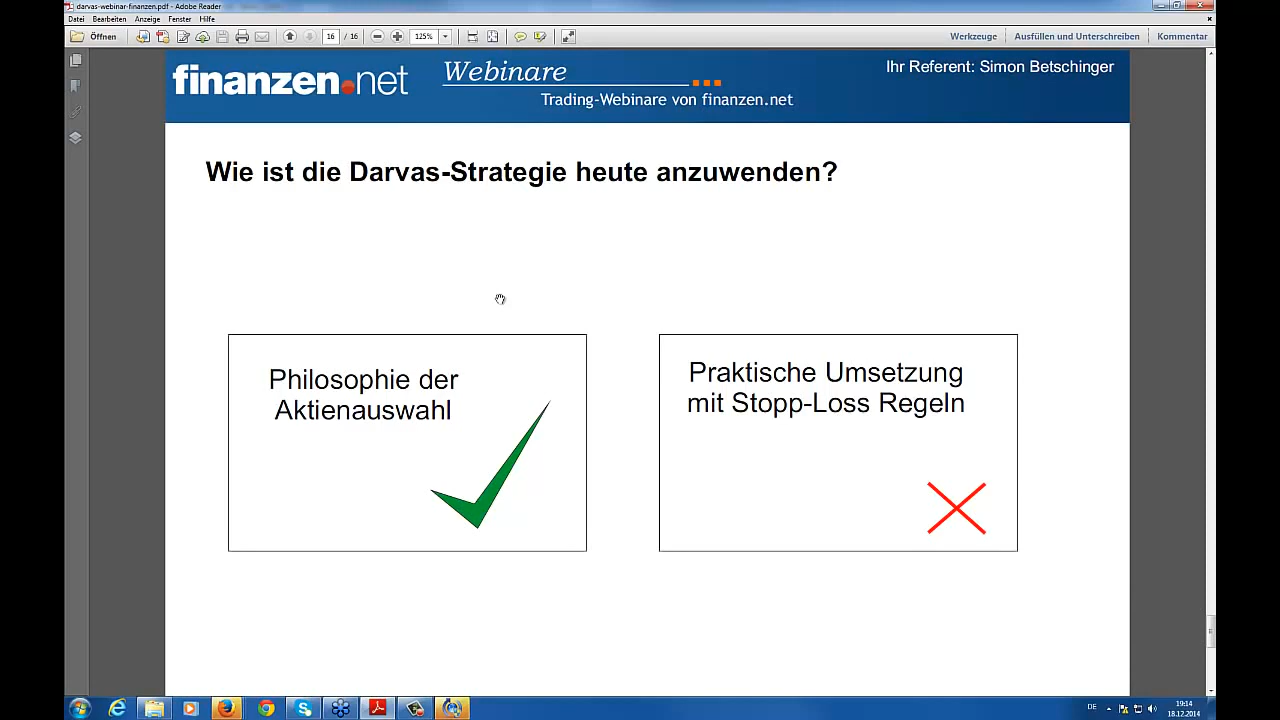 darvas-webinar-finanzen.pdf - Adobe Reader
Datei Bearbeiten Anzeige Fenster Hilfe
Öffnen 16 / 16 125% Werkzeuge Ausfüllen und Unterschreiben Kommentar
finanzen.net Webinare Ihr Referent: Simon Betschinger
Trading-Webinare von finanzen.net
Wie ist die Darvas-Strategie heute anzuwenden?
Philosophie der
Aktienauswahl
Praktische Umsetzung
mit Stopp-Loss Regeln
DE 19:14
18.12.2014